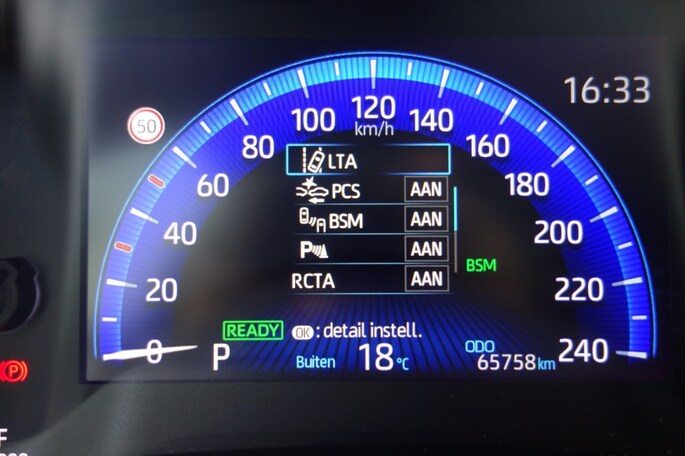 16:33
50
0
20
40
60
80
100
120
140
160
180
200
220
240
km/h
LTA
PCS AAN
BSM AAN
P AAN
RCTA AAN
BSM
READY OK : detail instell.
P Buiten 18 °C
ODO
65758 km
P
F